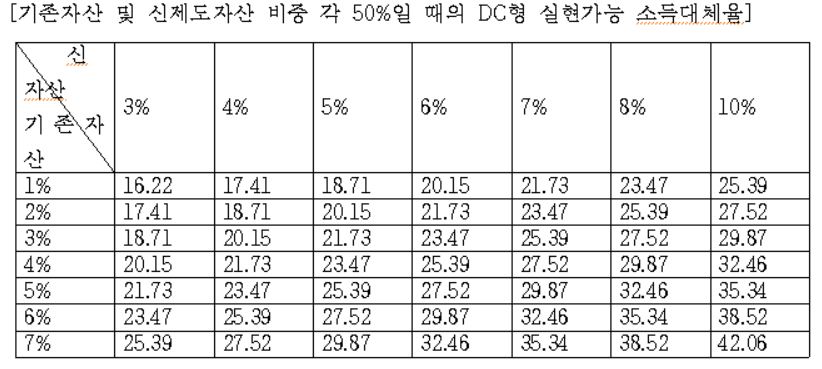 [기존자산 및 신제도자산 비중 각 50%일 때의 DC형 실현가능 소득대체율]
신
자산
기 존 자
산
3% 4% 5% 6% 7% 8% 10%
1% 16.22 17.41 18.71 20.15 21.73 23.47 25.39
2% 17.41 18.71 20.15 21.73 23.47 25.39 27.52
3% 18.71 20.15 21.73 23.47 25.39 27.52 29.87
4% 20.15 21.73 23.47 25.39 27.52 29.87 32.46
5% 21.73 23.47 25.39 27.52 29.87 32.46 35.34
6% 23.47 25.39 27.52 29.87 32.46 35.34 38.52
7% 25.39 27.52 29.87 32.46 35.34 38.52 42.06